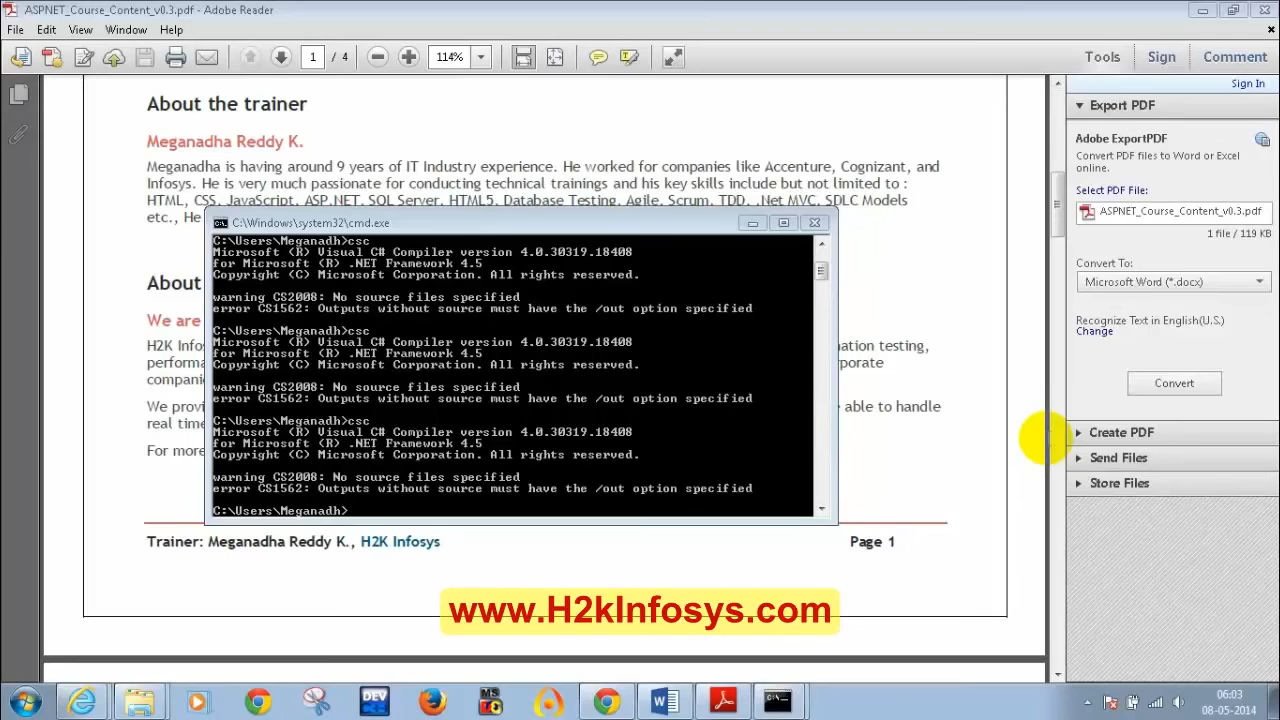 ASPNET_Course_Content_v0.3.pdf - Adobe Reader
File Edit View Window Help
1 / 4 114% Tools Sign Comment
Sign In
About the trainer
Meganadha Reddy K.
Meganadha is having around 9 years of IT Industry experience. He worked for companies like Accenture, Cognizant, and
Infosys. He is very much passionate for conducting technical trainings and his key skills include but not limited to :
HTML, CSS, JavaScript, ASP.NET, SQL Server, HTML5, Database Testing, Agile, Scrum, TDD, .Net MVC, SDLC Models
etc., He
C:\Windows\system32\cmd.exe
C:\Users\Meganadh>csc
Microsoft (R) Visual C# Compiler version 4.0.30319.18408
for Microsoft (R) .NET Framework 4.5
Copyright (C) Microsoft Corporation. All rights reserved.
warning CS2008: No source files specified
error CS1562: Outputs without source must have the /out option specified
C:\Users\Meganadh>csc
Microsoft (R) Visual C# Compiler version 4.0.30319.18408
for Microsoft (R) .NET Framework 4.5
Copyright (C) Microsoft Corporation. All rights reserved.
warning CS2008: No source files specified
error CS1562: Outputs without source must have the /out option specified
C:\Users\Meganadh>csc
Microsoft (R) Visual C# Compiler version 4.0.30319.18408
for Microsoft (R) .NET Framework 4.5
Copyright (C) Microsoft Corporation. All rights reserved.
warning CS2008: No source files specified
error CS1562: Outputs without source must have the /out option specified
C:\Users\Meganadh>
About
We are
H2K Infos mation testing,
performa porate
compani
We provi able to handle
real time
For more
Trainer: Meganadha Reddy K., H2K Infosys Page 1
Export PDF
Adobe ExportPDF
Convert PDF files to Word or Excel
online.
Select PDF File:
ASPNET_Course_Content_v0.3.pdf
1 file / 119 KB
Convert To:
Microsoft Word (*.docx)
Recognize Text in English(U.S.)
Change
Convert
Create PDF
Send Files
Store Files
www.H2kInfosys.com
DEV
MS
06:03
08-05-2014